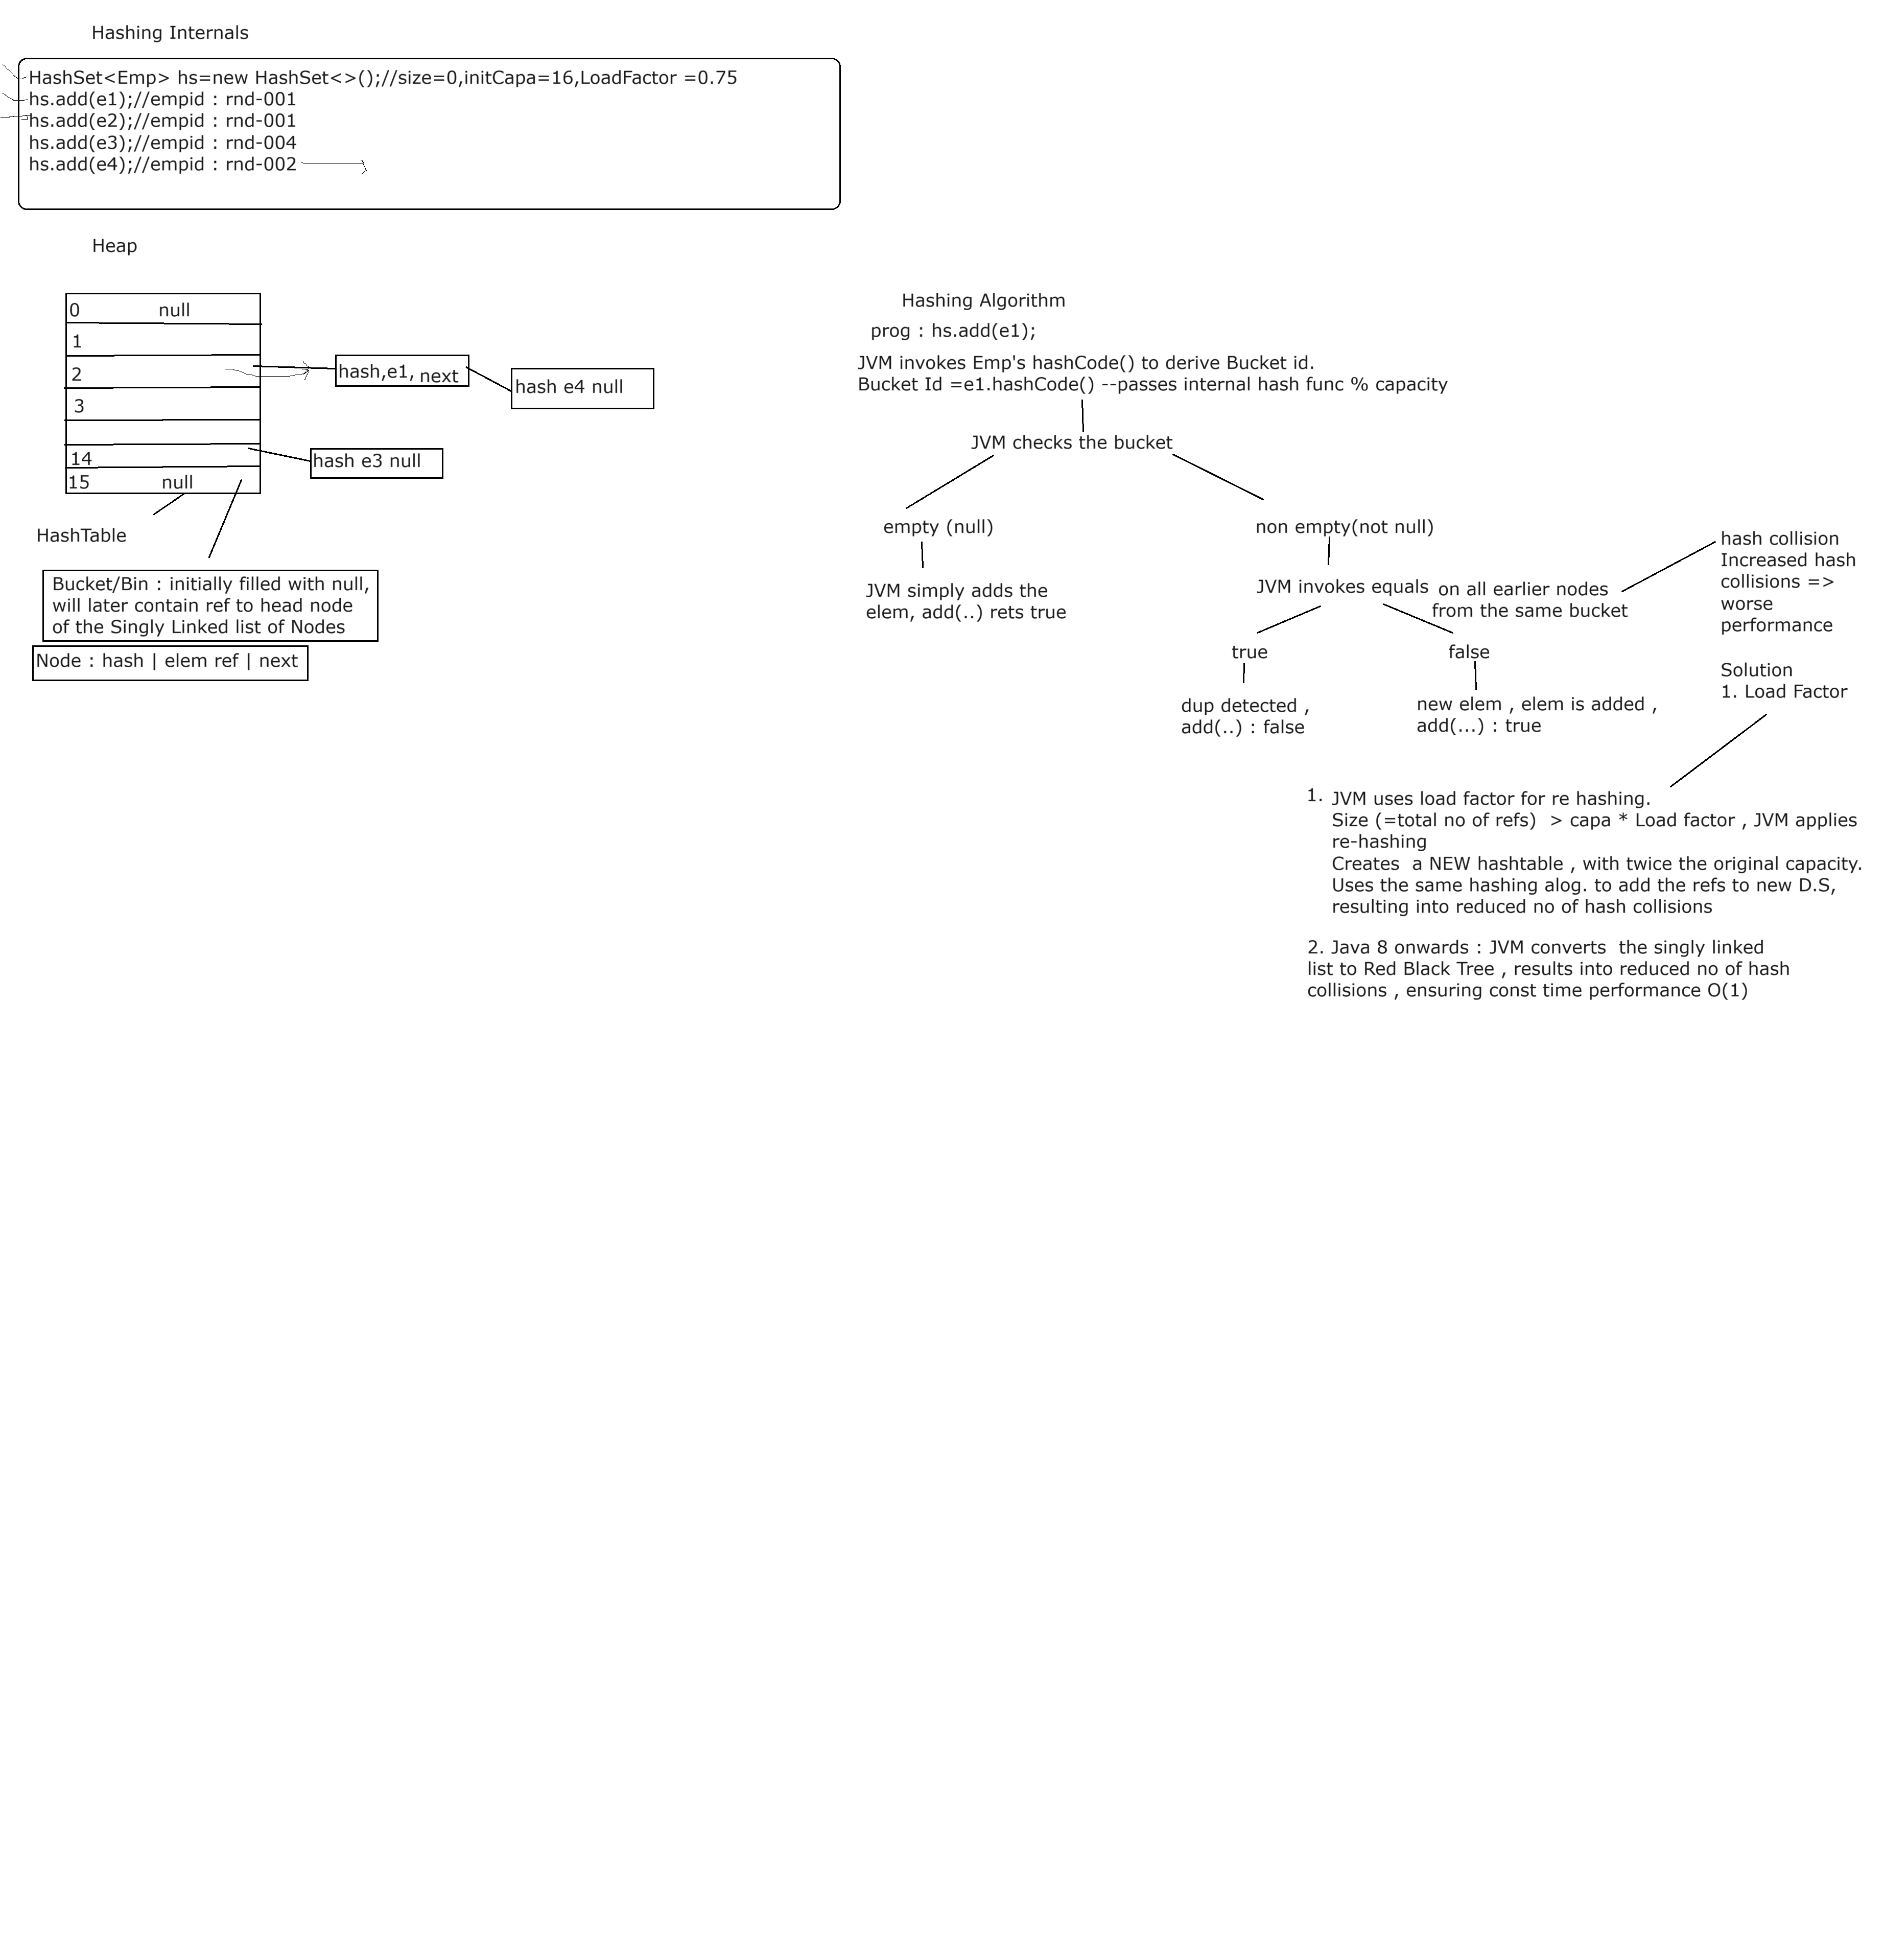 Hashing Internals
HashSet<Emp> hs=new HashSet<>();//size=0,initCapa=16,LoadFactor =0.75
hs.add(e1);//empid : rnd-001
hs.add(e2);//empid : rnd-001
hs.add(e3);//empid : rnd-004
hs.add(e4);//empid : rnd-002
Heap
0 null
1
2
3
14
15 null
hash,e1, next
hash e4 null
hash e3 null
HashTable
Bucket/Bin : initially filled with null,
will later contain ref to head node
of the Singly Linked list of Nodes
Node : hash | elem ref | next
Hashing Algorithm
prog : hs.add(e1);
JVM invokes Emp's hashCode() to derive Bucket id.
Bucket Id =e1.hashCode() --passes internal hash func % capacity
JVM checks the bucket
empty (null)
JVM simply adds the
elem, add(..) rets true
non empty(not null)
JVM invokes equals on all earlier nodes
from the same bucket
true
dup detected ,
add(..) : false
false
new elem , elem is added ,
add(...) : true
hash collision
Increased hash
collisions =>
worse
performance
Solution
1. Load Factor
1. JVM uses load factor for re hashing.
Size (=total no of refs)  > capa * Load factor , JVM applies
re-hashing
Creates  a NEW hashtable , with twice the original capacity.
Uses the same hashing alog. to add the refs to new D.S,
resulting into reduced no of hash collisions
2. Java 8 onwards : JVM converts  the singly linked
list to Red Black Tree , results into reduced no of hash
collisions , ensuring const time performance O(1)